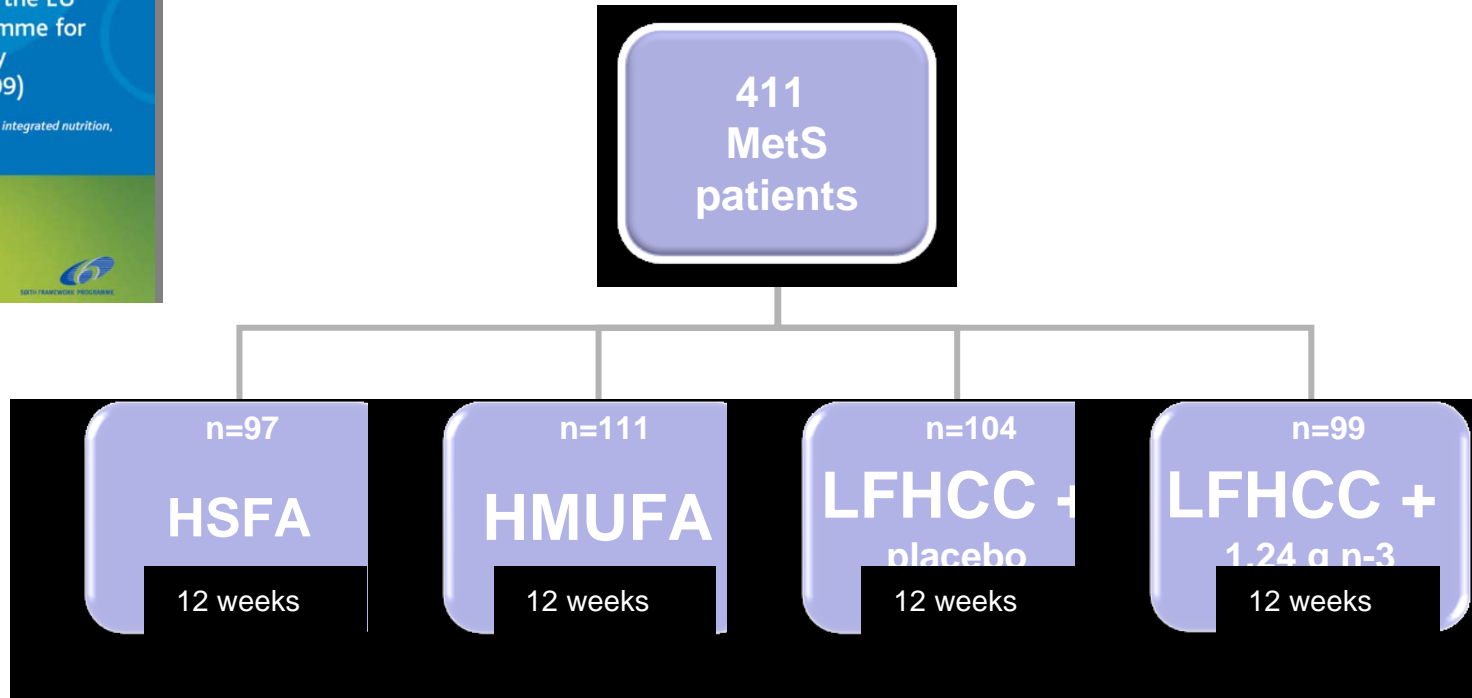 the EU
mme for
9)
integrated nutrition,
SIXTH FRAMEWORK PROGRAMME
411
MetS
patients
n=97
HSFA
12 weeks
n=111
HMUFA
12 weeks
n=104
LFHCC +
placebo
12 weeks
n=99
LFHCC +
1.24 g n-3
12 weeks